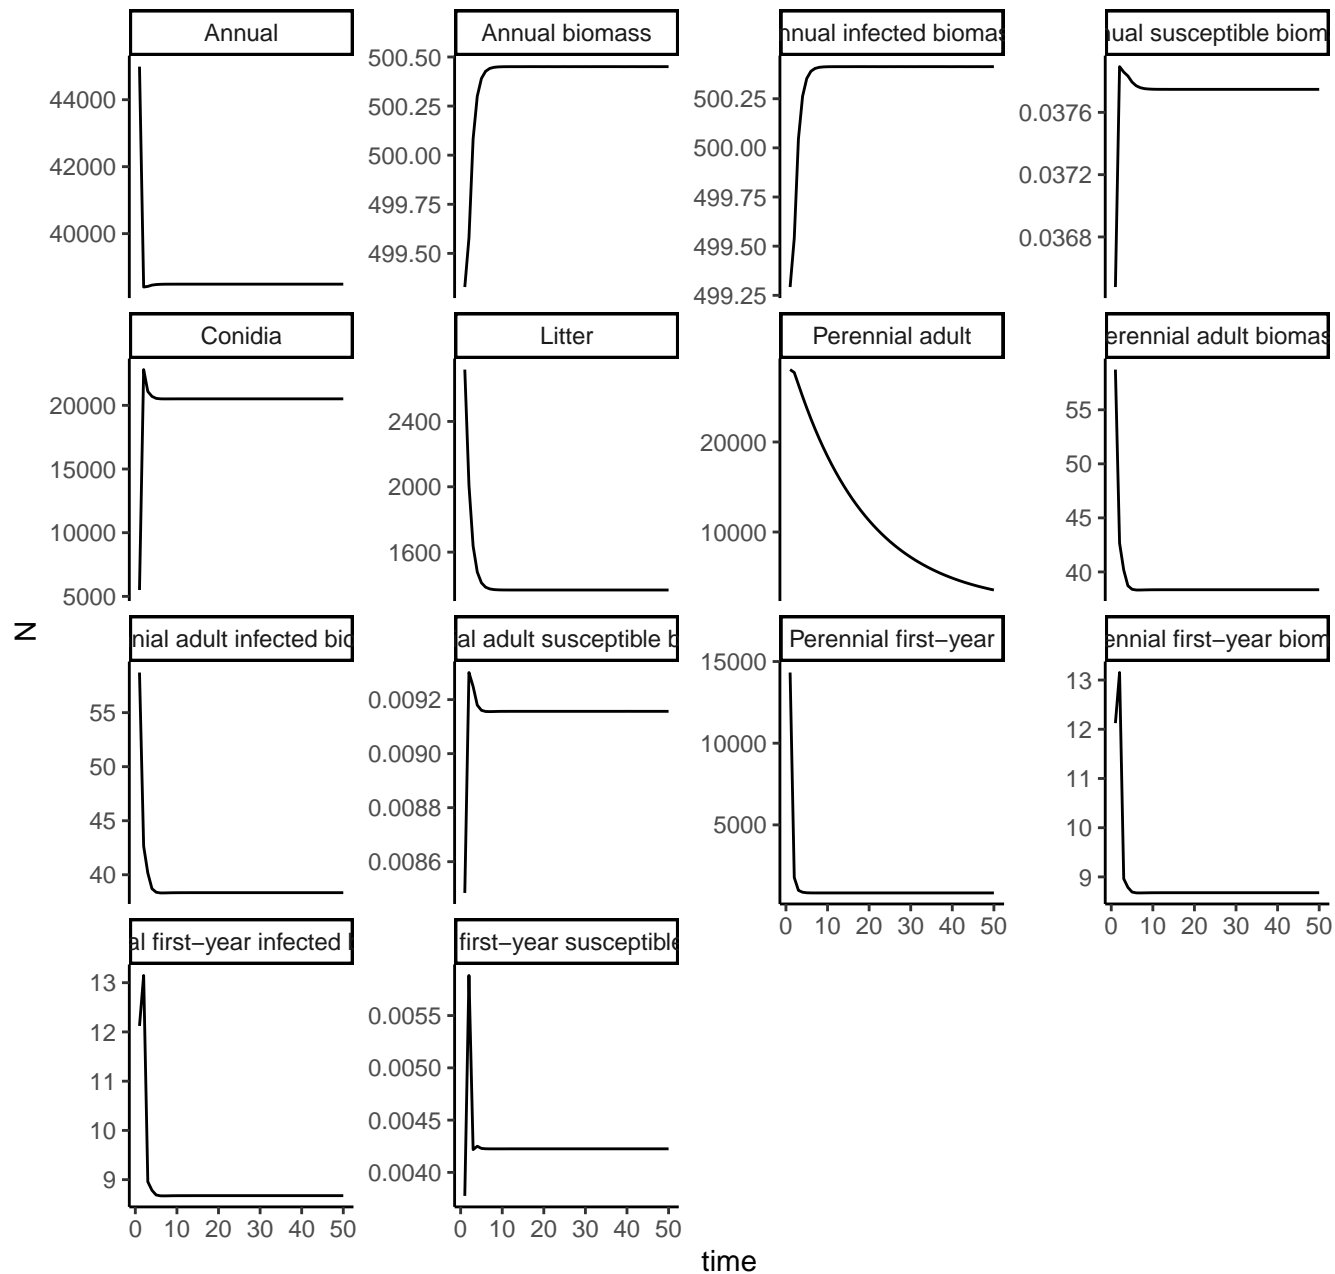 Annual
Annual biomass
nnual infected biomas
ual susceptible biom
44000
42000
40000
500.50
500.25
500.00
499.75
499.50
500.25
500.00
499.75
499.50
499.25
0.0376
0.0372
0.0368
Conidia
Litter
Perennial adult
erennial adult biomas
20000
15000
10000
5000
2400
2000
1600
20000
10000
55
50
45
40
nial adult infected bio
al adult susceptible b
Perennial first−year
ennial first−year biom
55
50
45
40
0.0092
0.0090
0.0088
0.0086
15000
10000
5000
13
12
11
10
9
0 10 20 30 40 50
0 10 20 30 40 50
al first−year infected b
first−year susceptible
13
12
11
10
9
0.0055
0.0050
0.0045
0.0040
0 10 20 30 40 50
0 10 20 30 40 50
N
time